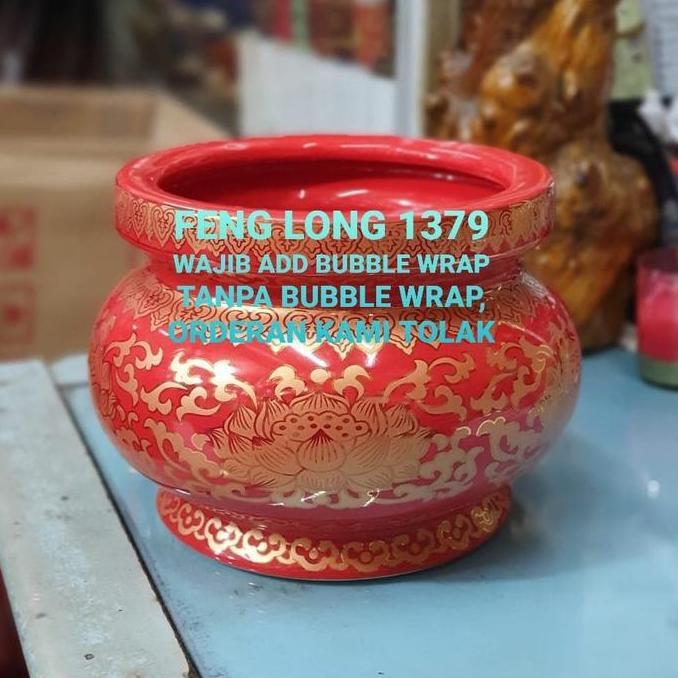 FENG LONG 1379
WAJIB ADD BUBBLE WRAP
TANPA BUBBLE WRAP,
ORDERAN KAMI TOLAK